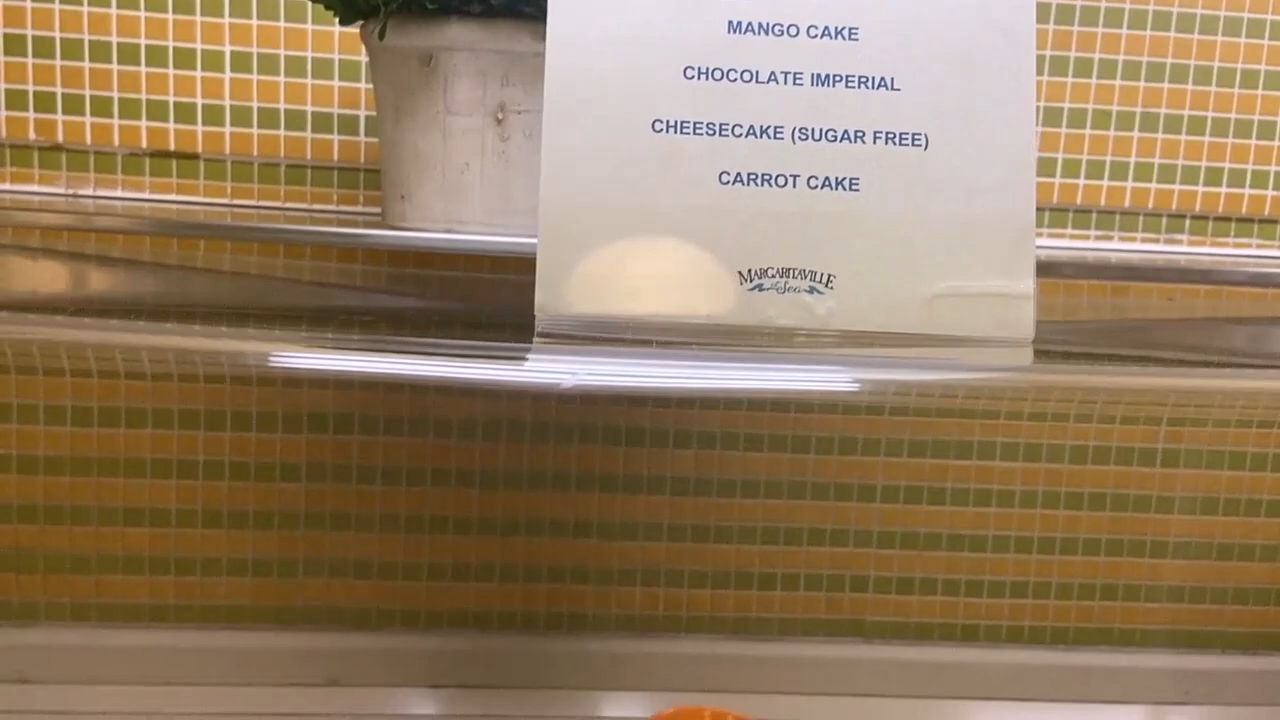 MANGO CAKE
CHOCOLATE IMPERIAL
CHEESECAKE (SUGAR FREE)
CARROT CAKE
MARGARITAVILLE
at Sea